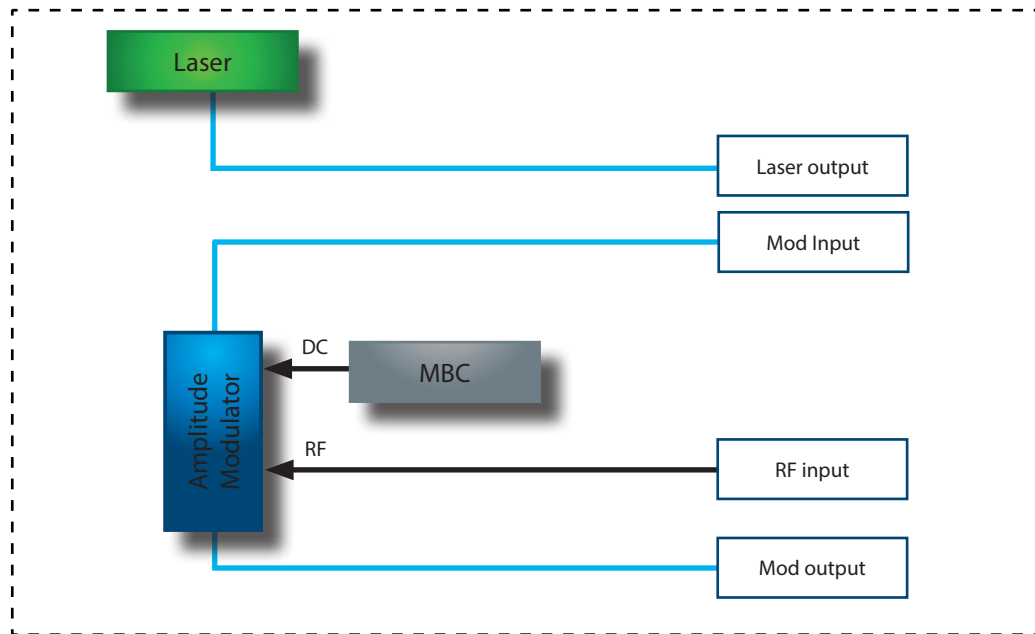 Laser
Laser output
Mod Input
DC
MBC
Amplitude
Modulator
RF
RF input
Mod output